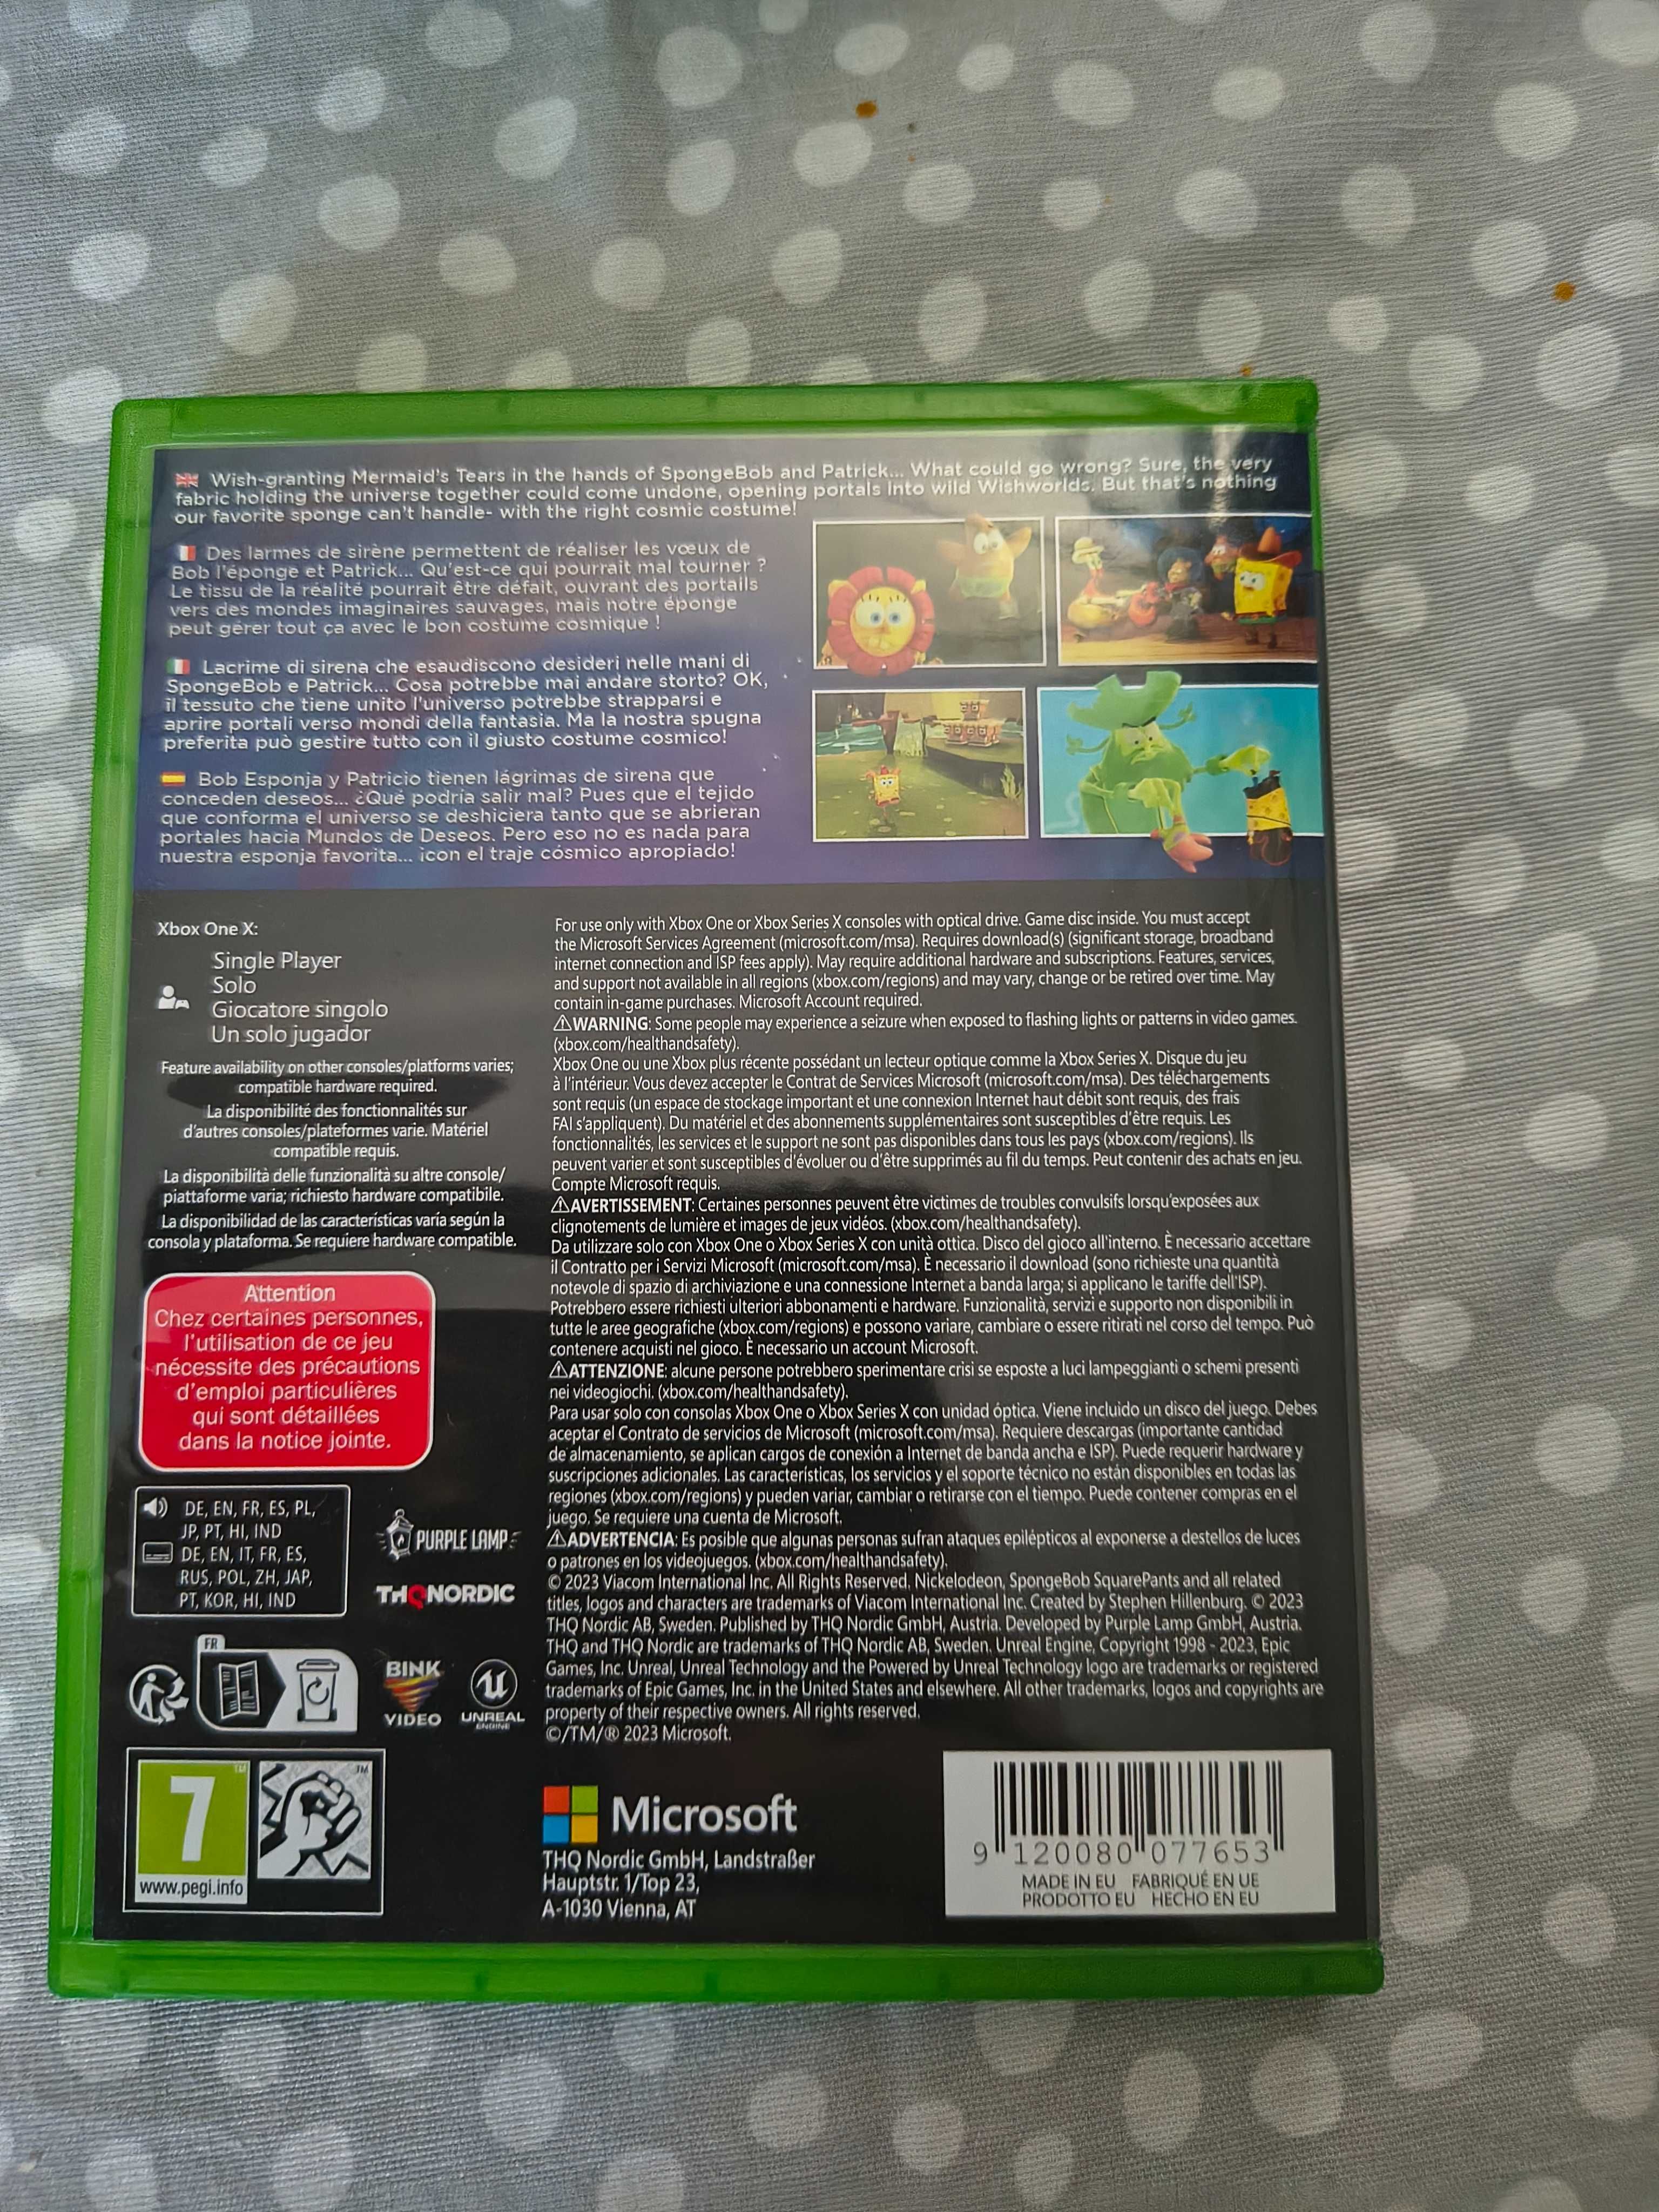 Wish-granting Mermaid's Tears in the hands of SpongeBob and Patrick... What could go wrong? Sure, the very
fabric holding the universe together could come undone, opening portals into wild Wishworlds. But that's nothing
our favorite sponge can't handle- with the right cosmic costume!
Des larmes de sirène permettent de réaliser les vœux de
Bob l'éponge et Patrick... Qu'est-ce qui pourrait mal tourner ?
Le tissu de la réalité pourrait être défait, ouvrant des portails
vers des mondes imaginaires sauvages, mais notre éponge
peut gérer tout ça avec le bon costume cosmique !
Lacrime di sirena che esaudiscono desideri nelle mani di
SpongeBob e Patrick... Cosa potrebbe mai andare storto? OK,
il tessuto che tiene unito l'universo potrebbe strapparsi e
aprire portali verso mondi della fantasia. Ma la nostra spugna
preferita può gestire tutto con il giusto costume cosmico!
Bob Esponja y Patricio tienen lágrimas de sirena que
conceden deseos... ¿Qué podría salir mal? Pues que el tejido
que conforma el universo se deshiciera tanto que se abrieran
portales hacia Mundos de Deseos. Pero eso no es nada para
nuestra esponja favorita... ¡con el traje cósmico apropiado!
Xbox One X:
Single Player
Solo
Giocatore singolo
Un solo jugador
Feature availability on other consoles/platforms varies;
compatible hardware required.
La disponibilité des fonctionnalités sur
d'autres consoles/plateformes varie. Matériel
compatible requis.
La disponibilità delle funzionalità su altre console/
piattaforme varia; richiesto hardware compatibile.
La disponibilidad de las características varía según la
consola y plataforma. Se requiere hardware compatible.
Attention
Chez certaines personnes,
l'utilisation de ce jeu
nécessite des précautions
d'emploi particulières
qui sont détaillées
dans la notice jointe.
DE, EN, FR, ES, PL,
JP, PT, HI, IND
DE, EN, IT, FR, ES,
RUS, POL, ZH, JAP,
PT, KOR, HI, IND
PURPLE LAMP
THQ NORDIC
FR
BINK
VIDEO
UNREAL
ENGINE
7
www.pegi.info
For use only with Xbox One or Xbox Series X consoles with optical drive. Game disc inside. You must accept
the Microsoft Services Agreement (microsoft.com/msa). Requires download(s) (significant storage, broadband
internet connection and ISP fees apply). May require additional hardware and subscriptions. Features, services,
and support not available in all regions (xbox.com/regions) and may vary, change or be retired over time. May
contain in-game purchases. Microsoft Account required.
⚠WARNING: Some people may experience a seizure when exposed to flashing lights or patterns in video games.
(xbox.com/healthandsafety).
Xbox One ou une Xbox plus récente possédant un lecteur optique comme la Xbox Series X. Disque du jeu
à l'intérieur. Vous devez accepter le Contrat de Services Microsoft (microsoft.com/msa). Des téléchargements
sont requis (un espace de stockage important et une connexion Internet haut débit sont requis, des frais
FAI s'appliquent). Du matériel et des abonnements supplémentaires sont susceptibles d'être requis. Les
fonctionnalités, les services et le support ne sont pas disponibles dans tous les pays (xbox.com/regions). Ils
peuvent varier et sont susceptibles d'évoluer ou d'être supprimés au fil du temps. Peut contenir des achats en jeu.
Compte Microsoft requis.
⚠AVERTISSEMENT: Certaines personnes peuvent être victimes de troubles convulsifs lorsqu'exposées aux
clignotements de lumière et images de jeux vidéos. (xbox.com/healthandsafety).
Da utilizzare solo con Xbox One o Xbox Series X con unità ottica. Disco del gioco all'interno. È necessario accettare
il Contratto per i Servizi Microsoft (microsoft.com/msa). È necessario il download (sono richieste una quantità
notevole di spazio di archiviazione e una connessione Internet a banda larga; si applicano le tariffe dell'ISP).
Potrebbero essere richiesti ulteriori abbonamenti e hardware. Funzionalità, servizi e supporto non disponibili in
tutte le aree geografiche (xbox.com/regions) e possono variare, cambiare o essere ritirati nel corso del tempo. Può
contenere acquisti nel gioco. È necessario un account Microsoft.
⚠ATTENZIONE: alcune persone potrebbero sperimentare crisi se esposte a luci lampeggianti o schemi presenti
nei videogiochi. (xbox.com/healthandsafety).
Para usar solo con consolas Xbox One o Xbox Series X con unidad óptica. Viene incluido un disco del juego. Debes
aceptar el Contrato de servicios de Microsoft (microsoft.com/msa). Requiere descargas (importante cantidad
de almacenamiento, se aplican cargos de conexión a Internet de banda ancha e ISP). Puede requerir hardware y
suscripciones adicionales. Las características, los servicios y el soporte técnico no están disponibles en todas las
regiones (xbox.com/regions) y pueden variar, cambiar o retirarse con el tiempo. Puede contener compras en el
juego. Se requiere una cuenta de Microsoft.
⚠ADVERTENCIA: Es posible que algunas personas sufran ataques epilépticos al exponerse a destellos de luces
o patrones en los videojuegos. (xbox.com/healthandsafety).
© 2023 Viacom International Inc. All Rights Reserved. Nickelodeon, SpongeBob SquarePants and all related
titles, logos and characters are trademarks of Viacom International Inc. Created by Stephen Hillenburg. © 2023
THQ Nordic AB, Sweden. Published by THQ Nordic GmbH, Austria. Developed by Purple Lamp GmbH, Austria.
THQ and THQ Nordic are trademarks of THQ Nordic AB, Sweden. Unreal Engine, Copyright 1998 - 2023, Epic
Games, Inc. Unreal, Unreal Technology and the Powered by Unreal Technology logo are trademarks or registered
trademarks of Epic Games, Inc. in the United States and elsewhere. All other trademarks, logos and copyrights are
property of their respective owners. All rights reserved.
©/TM/® 2023 Microsoft.
Microsoft
THQ Nordic GmbH, Landstraßer
Hauptstr. 1/Top 23,
A-1030 Vienna, AT
9 120080 077653
MADE IN EU FABRIQUÉ EN UE
PRODOTTO EU HECHO EN EU